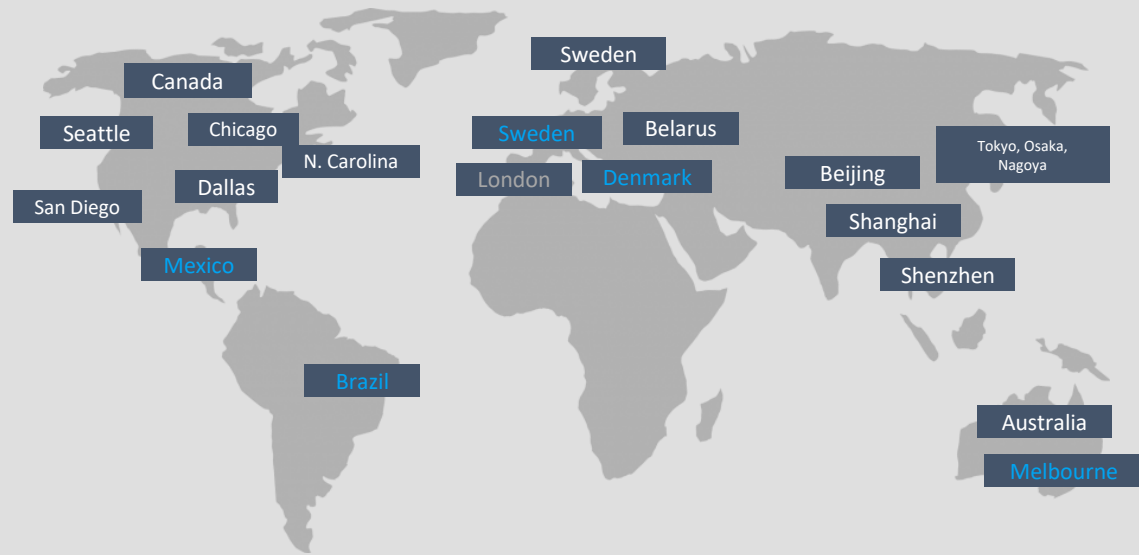 Sweden
Canada
Seattle
Chicago
Sweden
Belarus
N. Carolina
Tokyo, Osaka,
Nagoya
Dallas
London
Denmark
Beijing
San Diego
Shanghai
Mexico
Shenzhen
Brazil
Australia
Melbourne